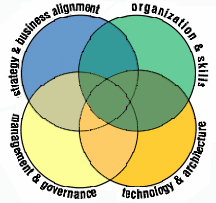 strategy & business alignment
organization & skills
management & governance
technology & architecture